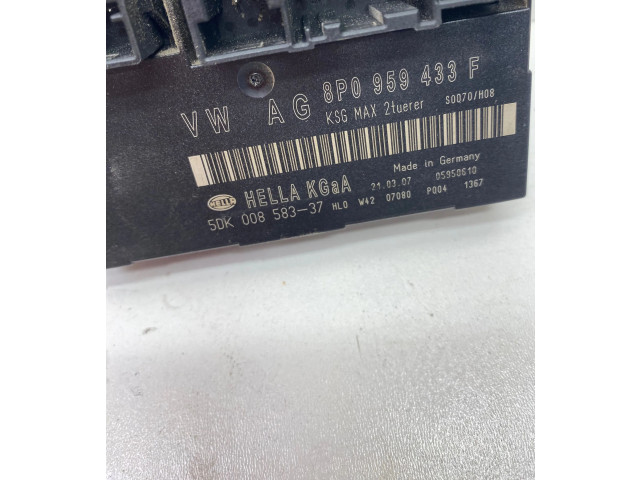 VW AG 8P0 959 433 F
KSG MAX 2tuerer S0070/H08
Made in Germany
HELLA HELLA KGaA 21.03.07 05950610
5DK 008 583-37 HL0 W42 07080 P004 1367